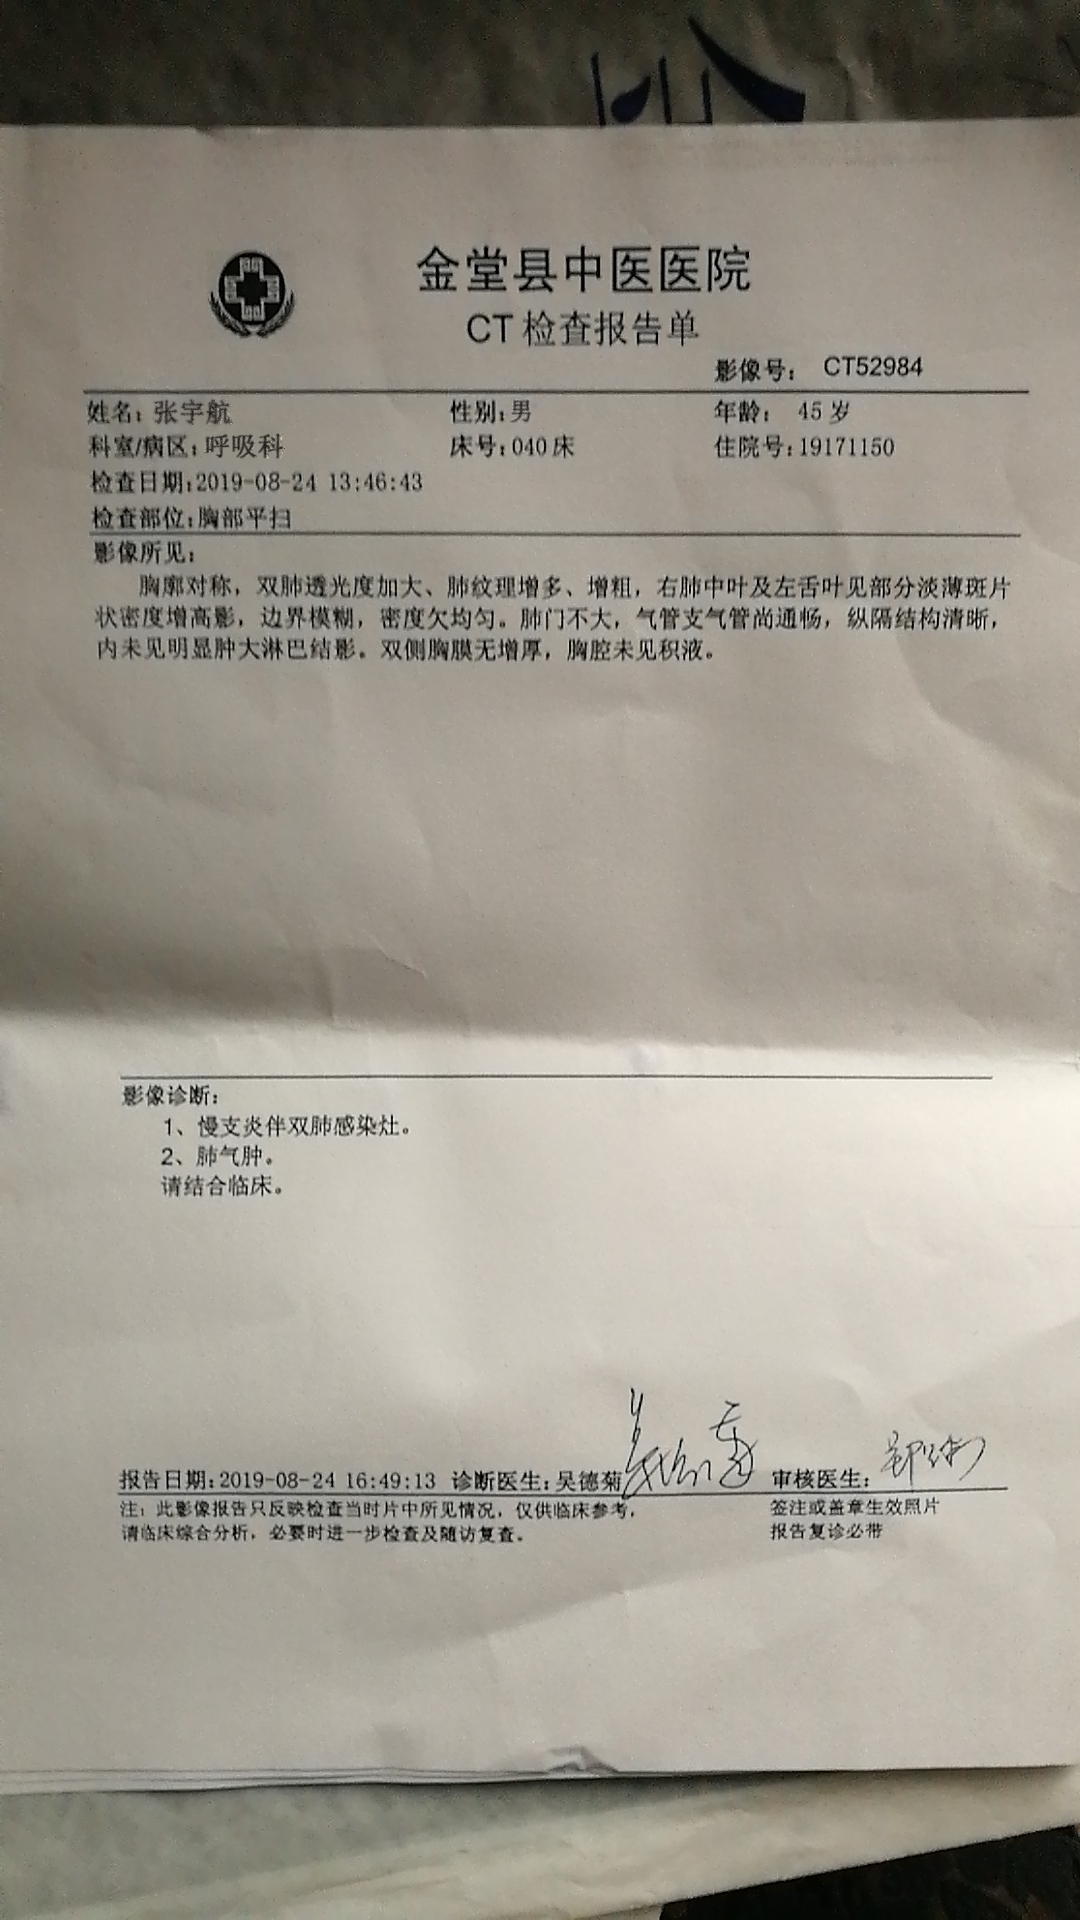 金堂县中医医院
CT 检查报告单
影像号： CT52984
姓名：张宇航 性别：男 年龄： 45 岁
科室/病区：呼吸科 床号：040 床 住院号：19171150
检查日期：2019-08-24 13:46:43
检查部位：胸部平扫
影像所见：
胸廓对称，双肺透光度加大、肺纹理增多、增粗，右肺中叶及左舌叶见部分淡薄斑片
状密度增高影，边界模糊，密度欠均匀。肺门不大，气管支气管尚通畅，纵隔结构清晰，
内未见明显肿大淋巴结影。双侧胸膜无增厚，胸腔未见积液。
影像诊断：
1、慢支炎伴双肺感染灶。
2、肺气肿。
请结合临床。
报告日期：2019-08-24 16:49:13 诊断医生：吴德菊 审核医生：
注：此影像报告只反映检查当时片中所见情况，仅供临床参考， 签注或盖章生效照片
请临床综合分析，必要时进一步检查及随访复查。 报告复诊必带